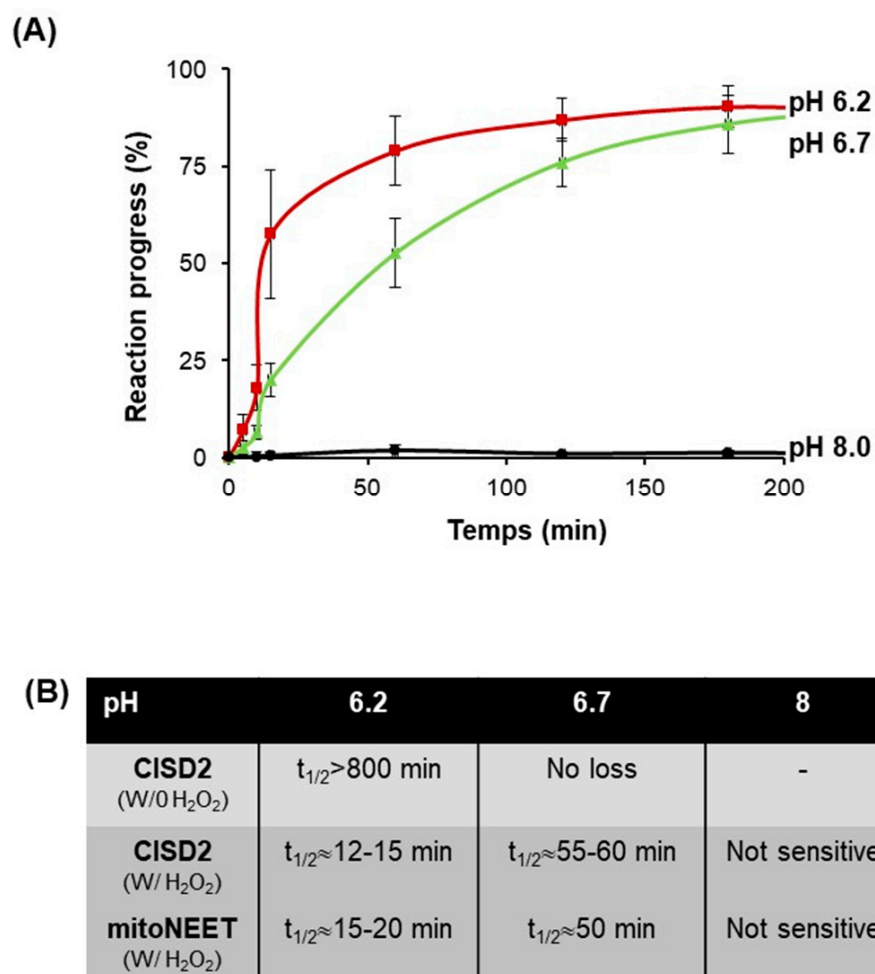 (A)
Reaction progress (%)
100
75
50
25
0
0 50 100 150 200
Temps (min)
pH 6.2
pH 6.7
pH 8.0
(B)
pH 6.2 6.7 8
CISD2 t1/2>800 min No loss -
(W/0 H2O2)
CISD2 t1/2≈12-15 min t1/2≈55-60 min Not sensitive
(W/ H2O2)
mitoNEET t1/2≈15-20 min t1/2≈50 min Not sensitive
(W/ H2O2)